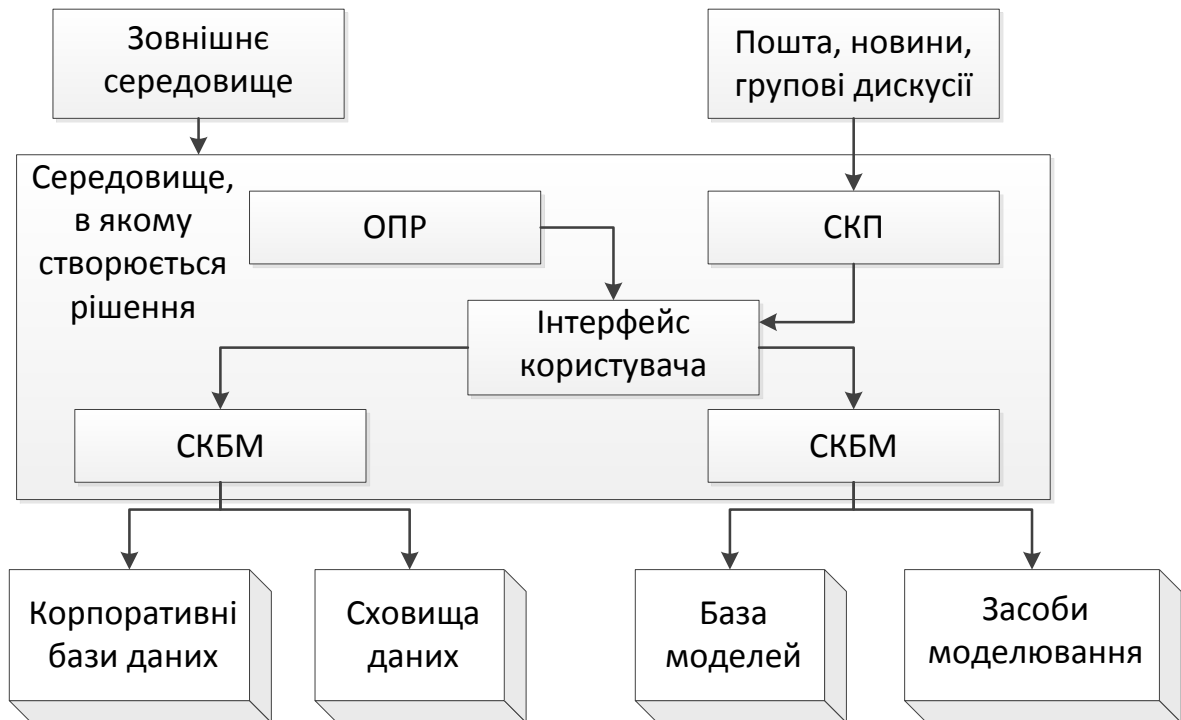 Зовнішнє
середовище
Пошта, новини,
групові дискусії
Середовище,
в якому
створюється
рішення
ОПР
СКП
Інтерфейс
користувача
СКБМ
СКБМ
Корпоративні
бази даних
Сховища
даних
База
моделей
Засоби
моделювання